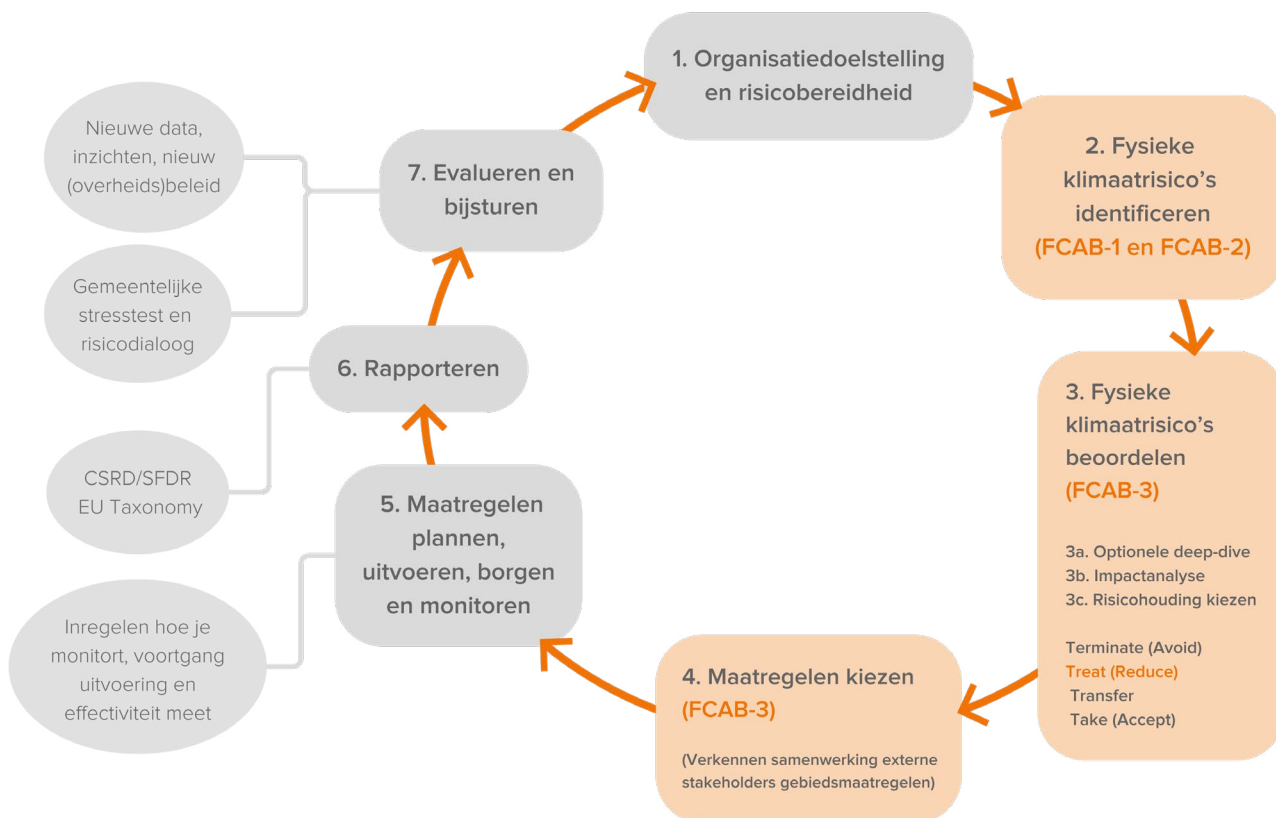 1. Organisatiedoelstelling
en risicobereidheid
2. Fysieke
klimaatrisico's
identificeren
(FCAB-1 en FCAB-2)
3. Fysieke
klimaatrisico's
beoordelen
(FCAB-3)
3a. Optionele deep-dive
3b. Impactanalyse
3c. Risicohouding kiezen
Terminate (Avoid)
Treat (Reduce)
Transfer
Take (Accept)
4. Maatregelen kiezen
(FCAB-3)
(Verkennen samenwerking externe
stakeholders gebiedsmaatregelen)
5. Maatregelen
plannen,
uitvoeren, borgen
en monitoren
Inregelen hoe je
monitort, voortgang
uitvoering en
effectiviteit meet
6. Rapporteren
CSRD/SFDR
EU Taxonomy
7. Evalueren en
bijsturen
Nieuwe data,
inzichten, nieuw
(overheids)beleid
Gemeentelijke
stresstest en
risicodialoog